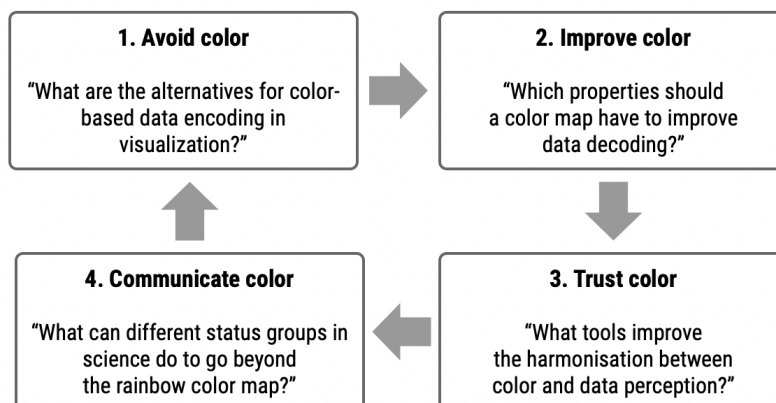 1. Avoid color
“What are the alternatives for color-
based data encoding in
visualization?”
2. Improve color
“Which properties should
a color map have to improve
data decoding?”
3. Trust color
“What tools improve
the harmonisation between
color and data perception?”
4. Communicate color
“What can different status groups in
science do to go beyond
the rainbow color map?”